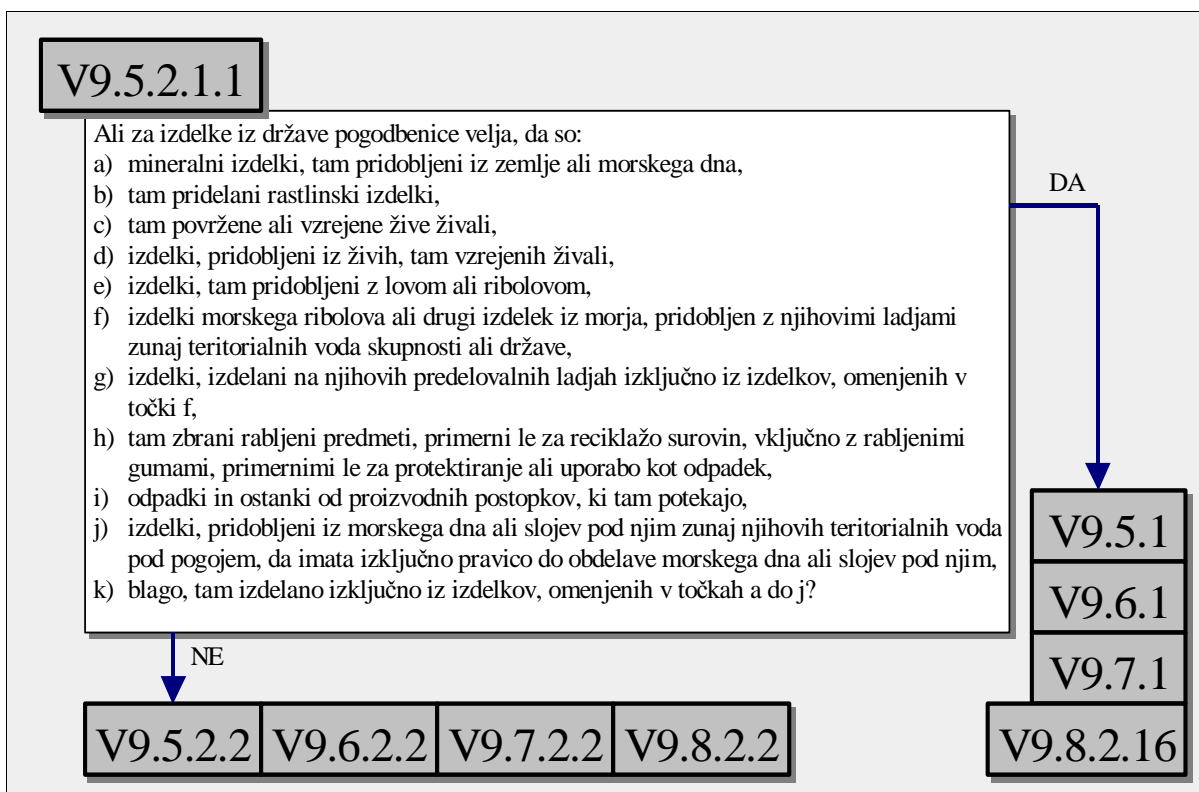 V9.5.2.1.1
Ali za izdelke iz države pogodbenice velja, da so:
a) mineralni izdelki, tam pridobljeni iz zemlje ali morskega dna,
b) tam pridelani rastlinski izdelki,
c) tam povržene ali vzrejene žive živali,
d) izdelki, pridobljeni iz živih, tam vzrejenih živali,
e) izdelki, tam pridobljeni z lovom ali ribolovom,
f) izdelki morskega ribolova ali drugi izdelek iz morja, pridobljen z njihovimi ladjami
zunaj teritorialnih voda skupnosti ali države,
g) izdelki, izdelani na njihovih predelovalnih ladjah izključno iz izdelkov, omenjenih v
točki f,
h) tam zbrani rabljeni predmeti, primerni le za reciklažo surovin, vključno z rabljenimi
gumami, primernimi le za protektiranje ali uporabo kot odpadek,
i) odpadki in ostanki od proizvodnih postopkov, ki tam potekajo,
j) izdelki, pridobljeni iz morskega dna ali slojev pod njim zunaj njihovih teritorialnih voda
pod pogojem, da imata izključno pravico do obdelave morskega dna ali slojev pod njim,
k) blago, tam izdelano izključno iz izdelkov, omenjenih v točkah a do j?
DA
V9.5.1
V9.6.1
V9.7.1
V9.8.2.16
NE
V9.5.2.2 V9.6.2.2 V9.7.2.2 V9.8.2.2